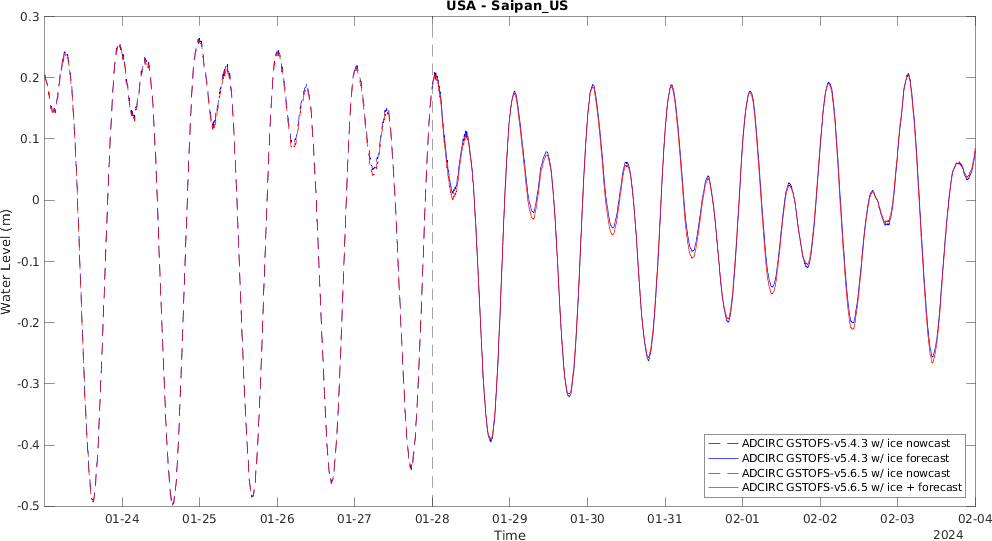 USA - Saipan_US
0.3
0.2
0.1
0
-0.1
-0.2
-0.3
-0.4
-0.5
Water Level (m)
ADCIRC GSTOFS-v5.4.3 w/ ice nowcast
ADCIRC GSTOFS-v5.4.3 w/ ice forecast
ADCIRC GSTOFS-v5.6.5 w/ ice nowcast
ADCIRC GSTOFS-v5.6.5 w/ ice + forecast
01-24 01-25 01-26 01-27 01-28 01-29 01-30 01-31 02-01 02-02 02-03 02-04
Time
2024